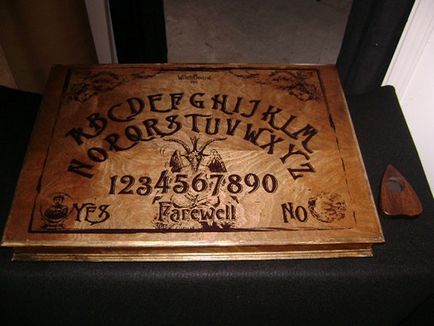 ABCDEFGHIJKLM
NOPQRSTUVWXYZ
1234567890
YES Farewell NO